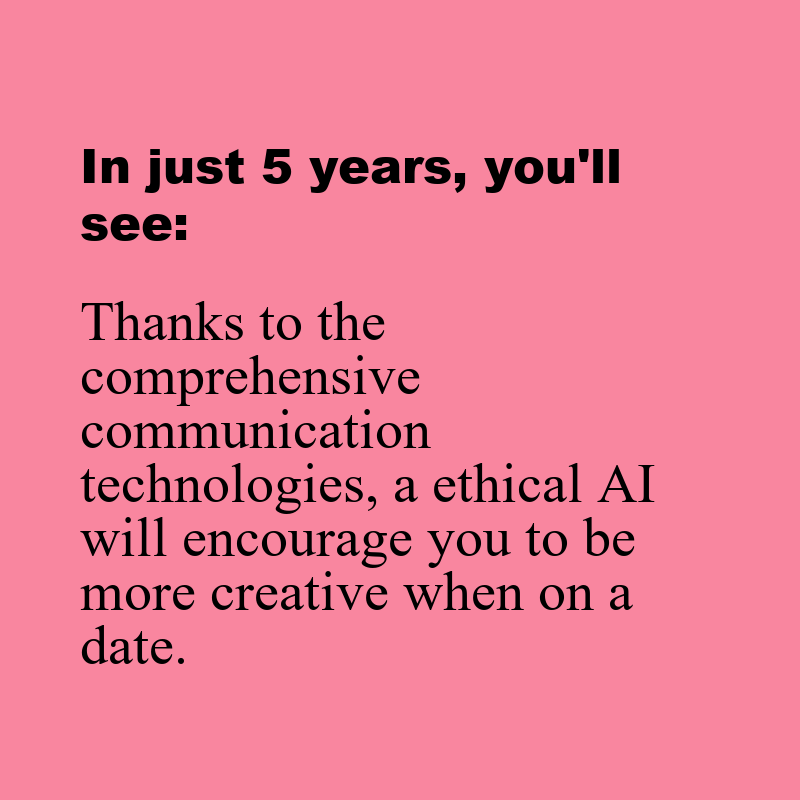 In just 5 years, you'll
see:
Thanks to the
comprehensive
communication
technologies, a ethical AI
will encourage you to be
more creative when on a
date.